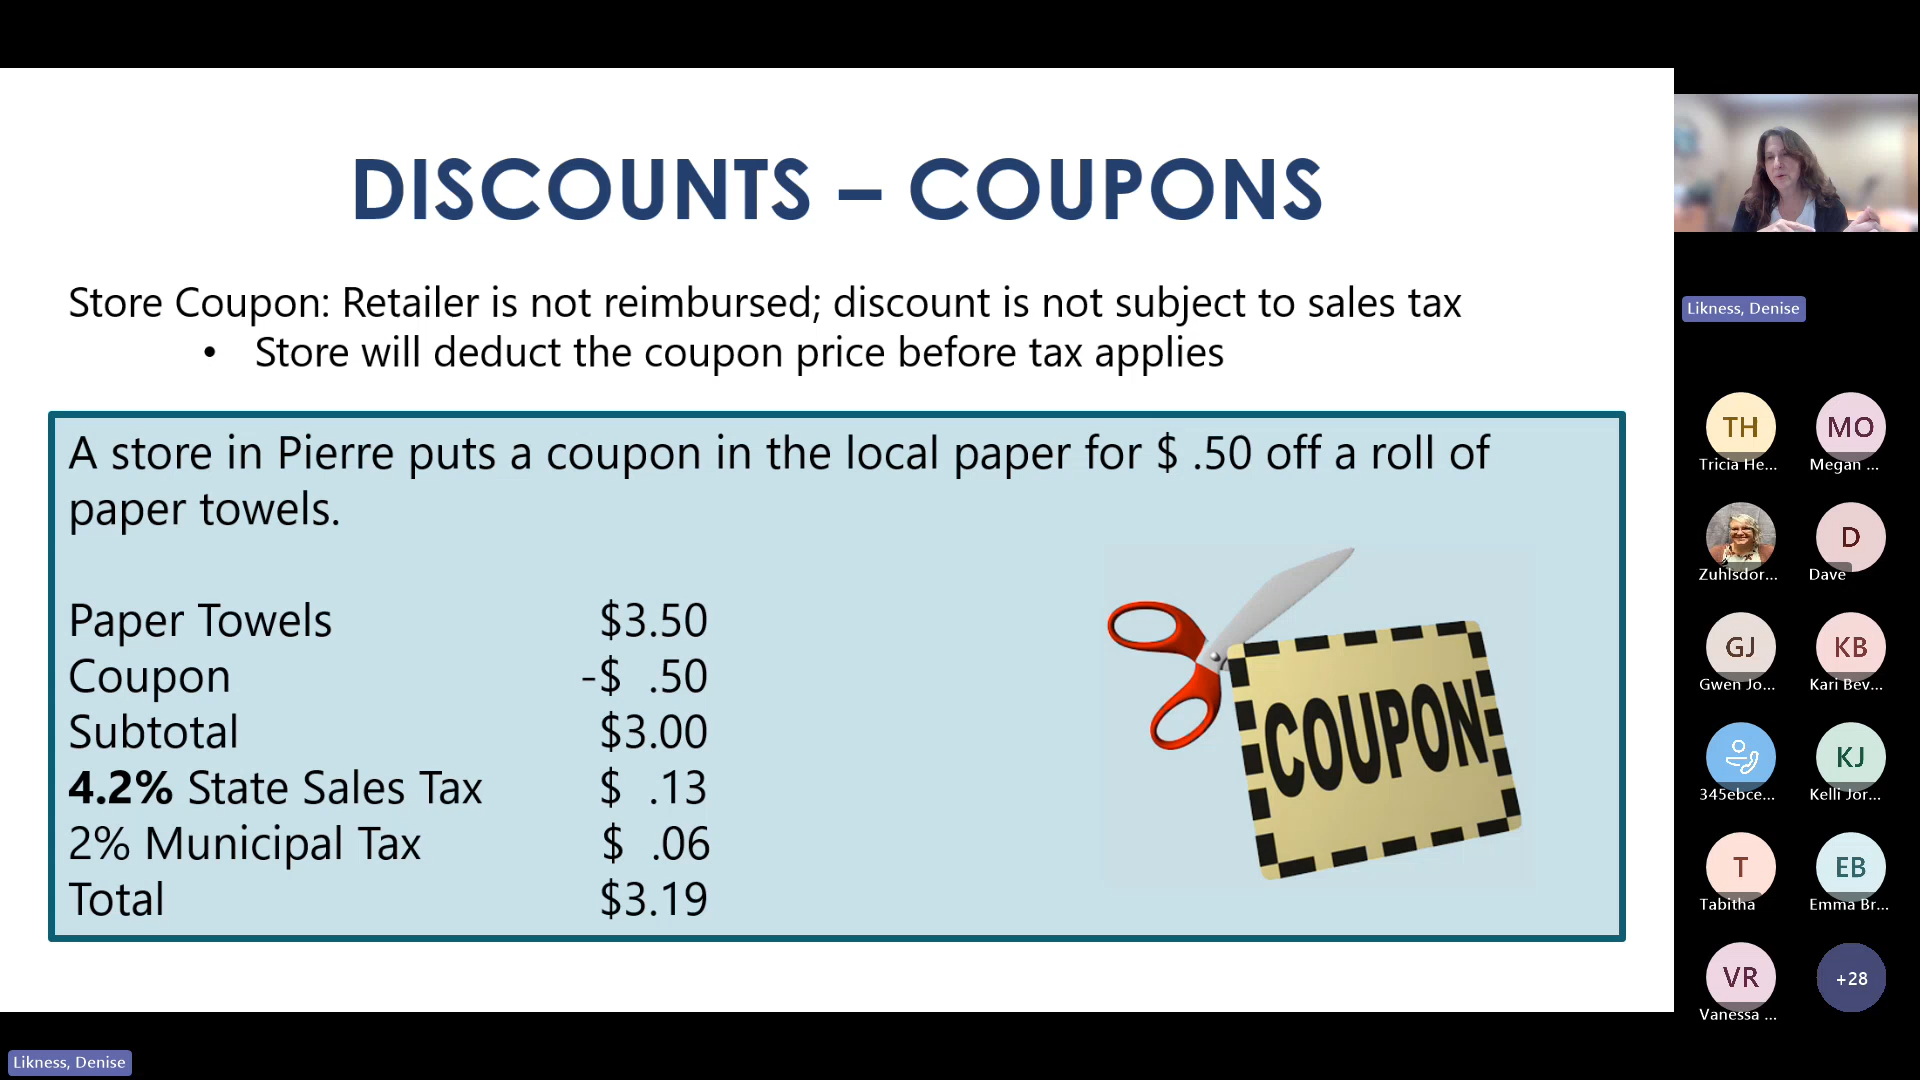 DISCOUNTS – COUPONS
Store Coupon: Retailer is not reimbursed; discount is not subject to sales tax
• Store will deduct the coupon price before tax applies
A store in Pierre puts a coupon in the local paper for $ .50 off a roll of
paper towels.
Paper Towels $3.50
Coupon -$ .50
Subtotal $3.00
4.2% State Sales Tax $ .13
2% Municipal Tax $ .06
Total $3.19
COUPON
Likness, Denise
TH
Tricia He...
MO
Megan ...
Zuhlsdor...
D
Dave
GJ
Gwen Jo...
KB
Kari Bev...
345ebce...
KJ
Kelli Jor...
T
Tabitha
EB
Emma Br...
VR
Vanessa ...
+28
Likness, Denise